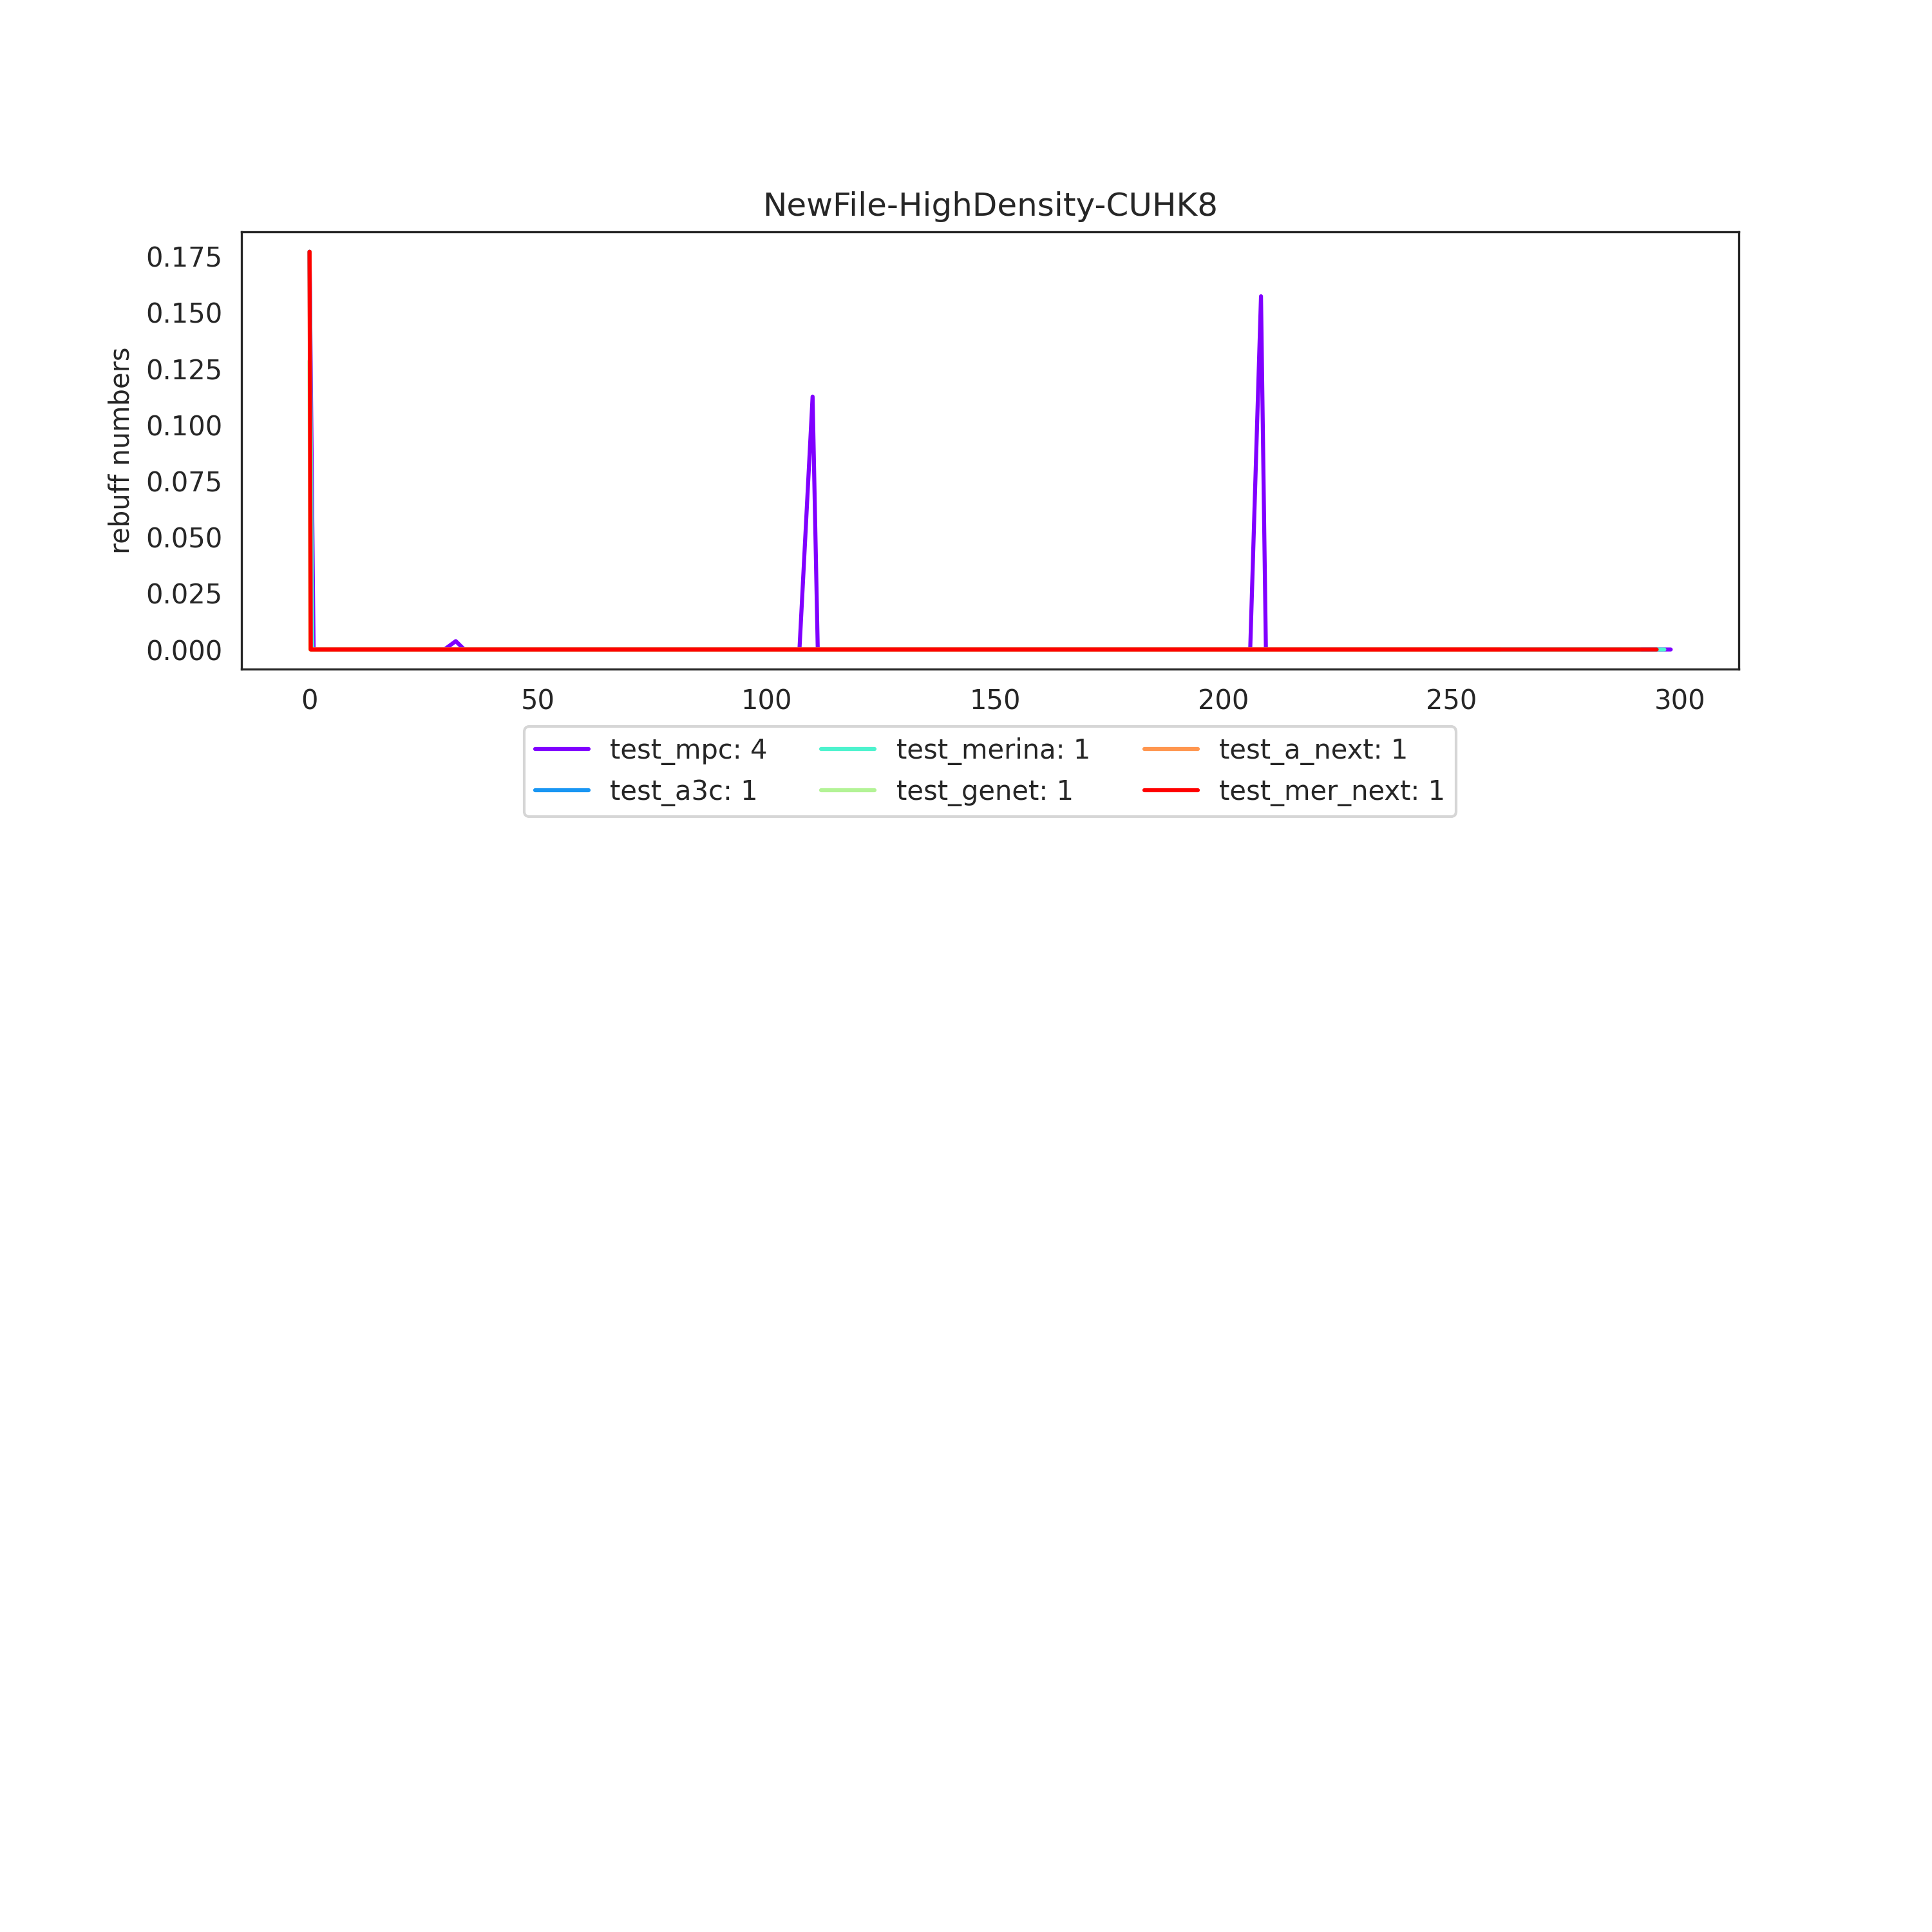 NewFile-HighDensity-CUHK8
rebuff numbers
0.175
0.150
0.125
0.100
0.075
0.050
0.025
0.000
0 50 100 150 200 250 300
test_mpc: 4 test_merina: 1 test_a_next: 1
test_a3c: 1 test_genet: 1 test_mer_next: 1